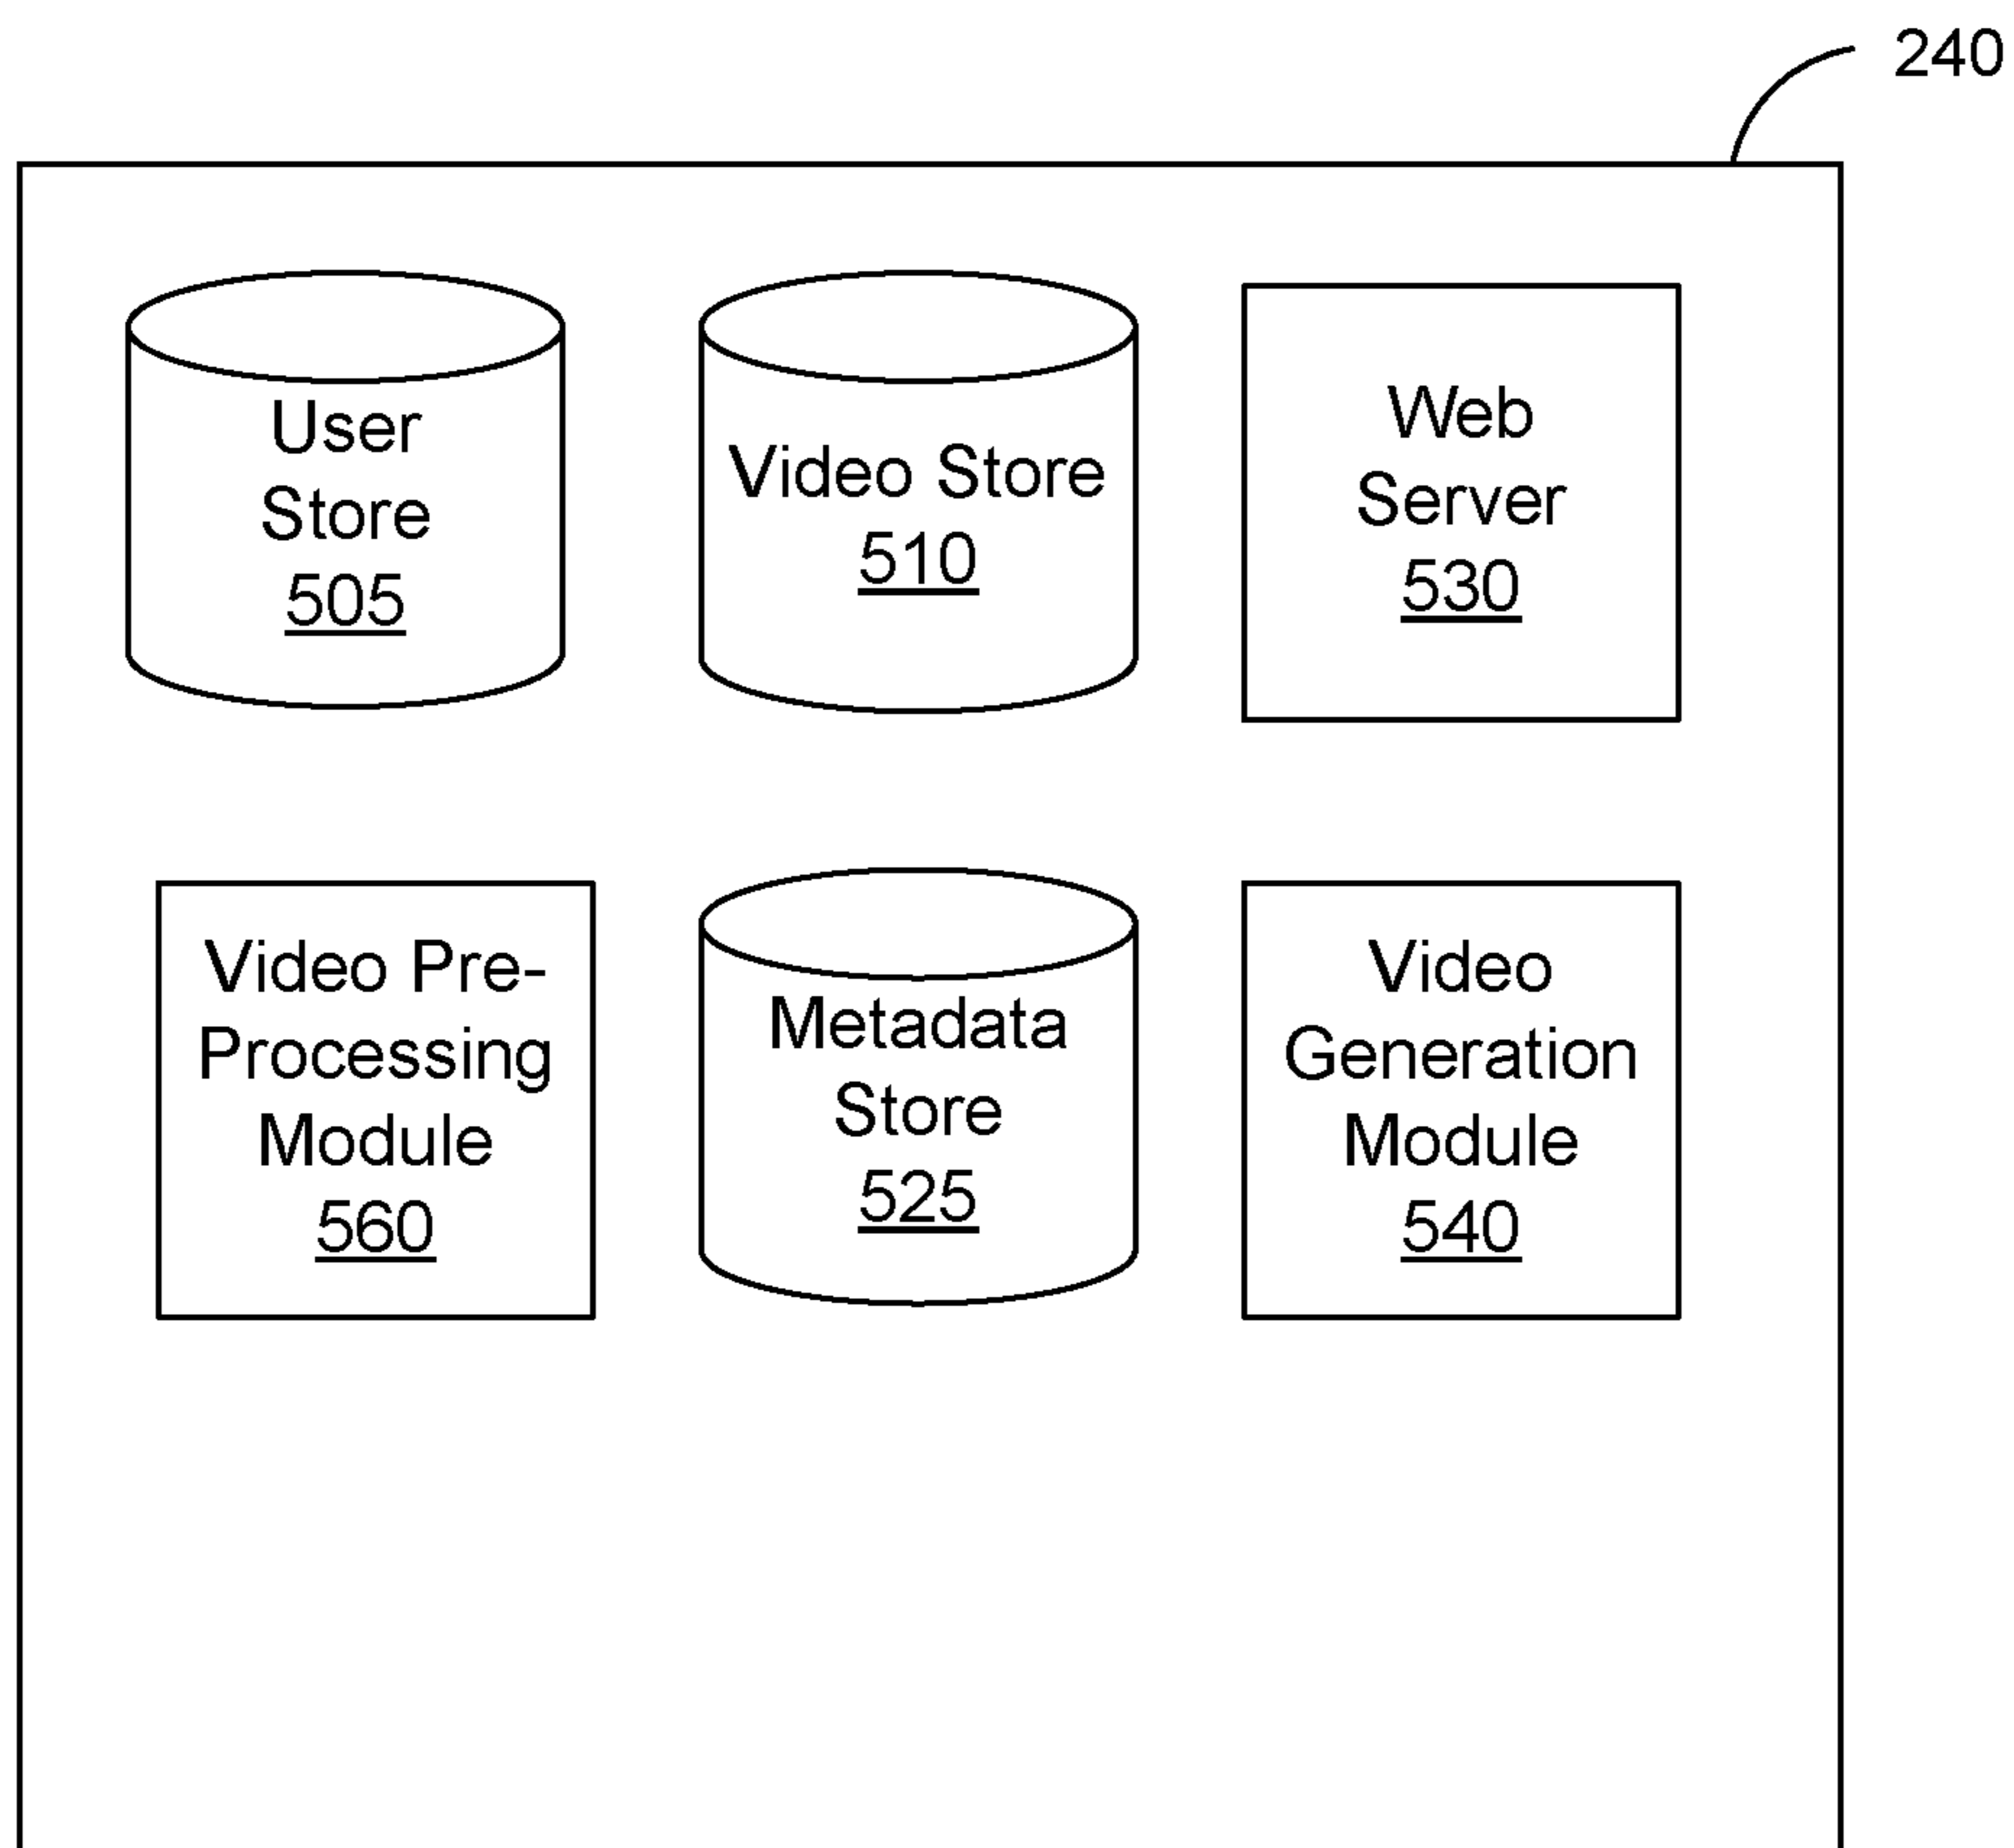 240
User
Store
505
Video Store
510
Web
Server
530
Video Pre-
Processing
Module
560
Metadata
Store
525
Video
Generation
Module
540